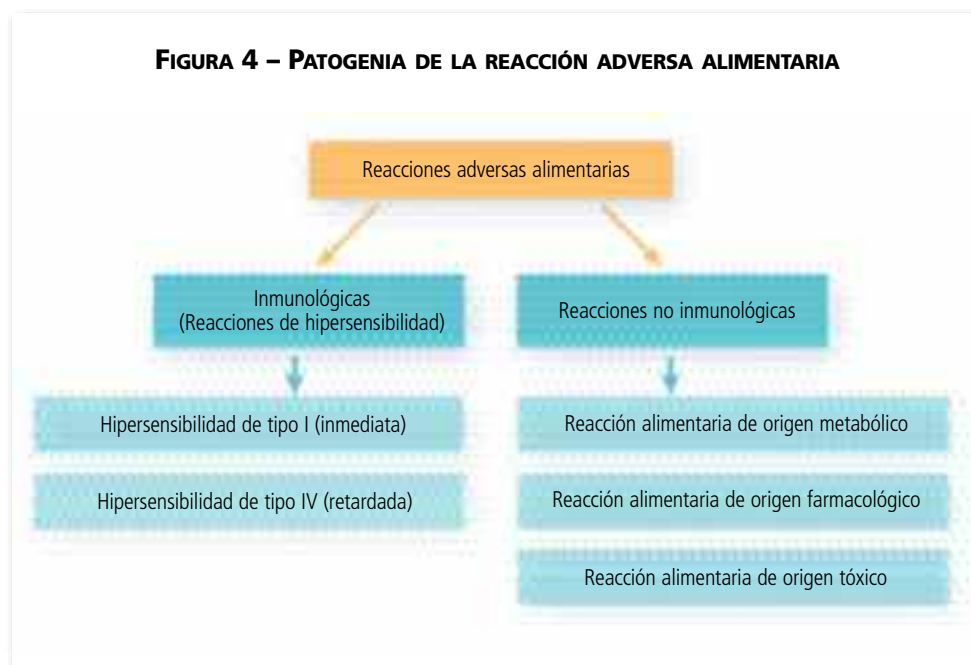 FIGURA 4 – PATOGENIA DE LA REACCIÓN ADVERSA ALIMENTARIA
Reacciones adversas alimentarias
Inmunológicas
(Reacciones de hipersensibilidad)
Reacciones no inmunológicas
Hipersensibilidad de tipo I (inmediata)
Hipersensibilidad de tipo IV (retardada)
Reacción alimentaria de origen metabólico
Reacción alimentaria de origen farmacológico
Reacción alimentaria de origen tóxico